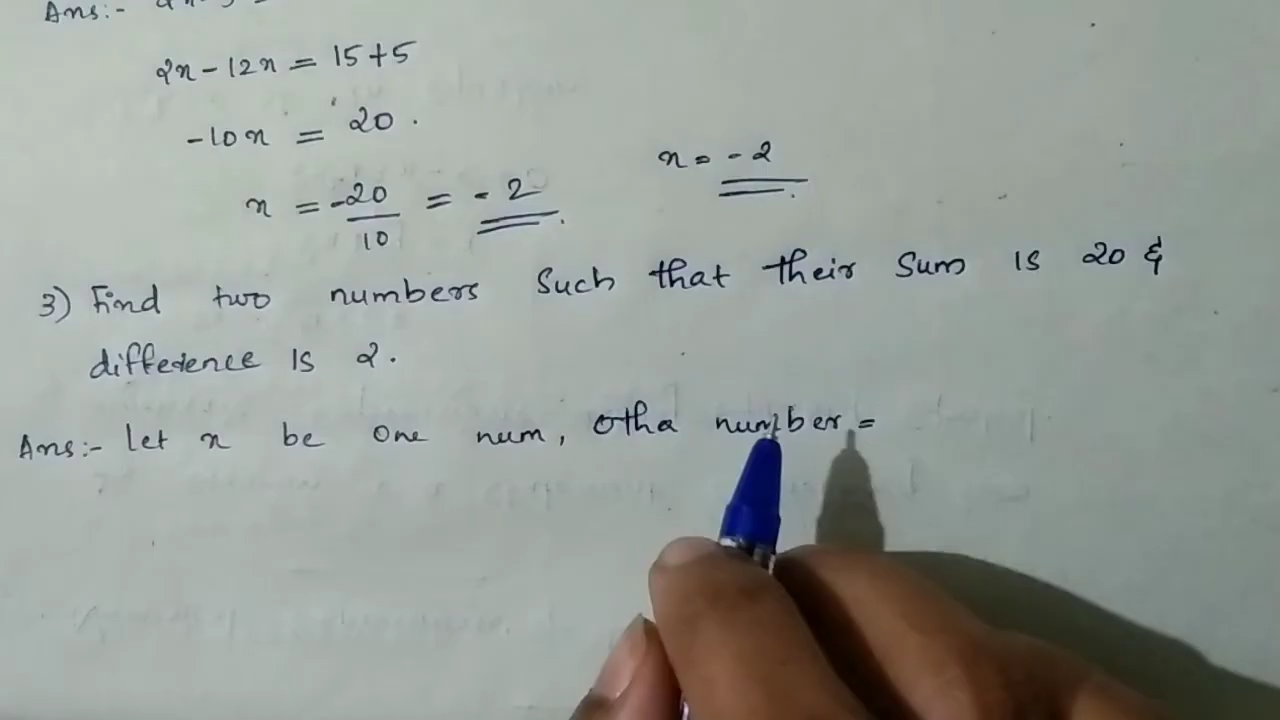 Ans:-
2x - 12x = 15+5
-10x = 20.
x = -20/10 = -2.
x = -2.
3) Find two numbers such that their sum is 20 &
difference is 2.
Ans:- let x be one num, otha number =